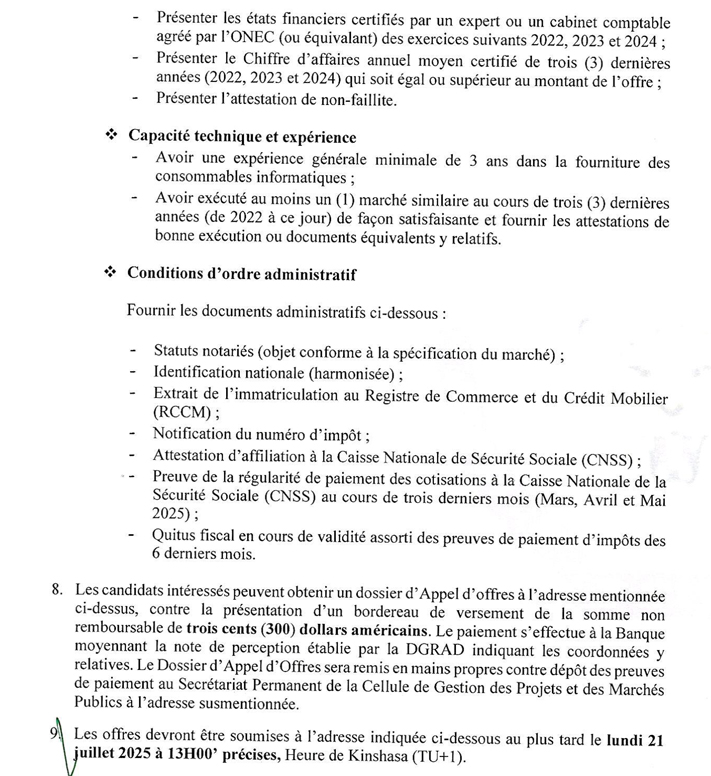 - Présenter les états financiers certifiés par un expert ou un cabinet comptable
agréé par l'ONEC (ou équivalant) des exercices suivants 2022, 2023 et 2024 ;
- Présenter le Chiffre d'affaires annuel moyen certifié de trois (3) dernières
années (2022, 2023 et 2024) qui soit égal ou supérieur au montant de l'offre ;
- Présenter l'attestation de non-faillite.
❖ Capacité technique et expérience
- Avoir une expérience générale minimale de 3 ans dans la fourniture des
consommables informatiques ;
- Avoir exécuté au moins un (1) marché similaire au cours de trois (3) dernières
années (de 2022 à ce jour) de façon satisfaisante et fournir les attestations de
bonne exécution ou documents équivalents y relatifs.
❖ Conditions d'ordre administratif
Fournir les documents administratifs ci-dessous :
- Statuts notariés (objet conforme à la spécification du marché) ;
- Identification nationale (harmonisée) ;
- Extrait de l'immatriculation au Registre de Commerce et du Crédit Mobilier
(RCCM) ;
- Notification du numéro d'impôt ;
- Attestation d'affiliation à la Caisse Nationale de Sécurité Sociale (CNSS) ;
- Preuve de la régularité de paiement des cotisations à la Caisse Nationale de la
Sécurité Sociale (CNSS) au cours de trois derniers mois (Mars, Avril et Mai
2025) ;
- Quitus fiscal en cours de validité assorti des preuves de paiement d'impôts des
6 derniers mois.
8. Les candidats intéressés peuvent obtenir un dossier d'Appel d'offres à l'adresse mentionnée
ci-dessus, contre la présentation d'un bordereau de versement de la somme non
remboursable de trois cents (300) dollars américains. Le paiement s'effectue à la Banque
moyennant la note de perception établie par la DGRAD indiquant les coordonnées y
relatives. Le Dossier d'Appel d'Offres sera remis en mains propres contre dépôt des preuves
de paiement au Secrétariat Permanent de la Cellule de Gestion des Projets et des Marchés
Publics à l'adresse susmentionnée.
9. Les offres devront être soumises à l'adresse indiquée ci-dessous au plus tard le lundi 21
juillet 2025 à 13H00' précises, Heure de Kinshasa (TU+1).